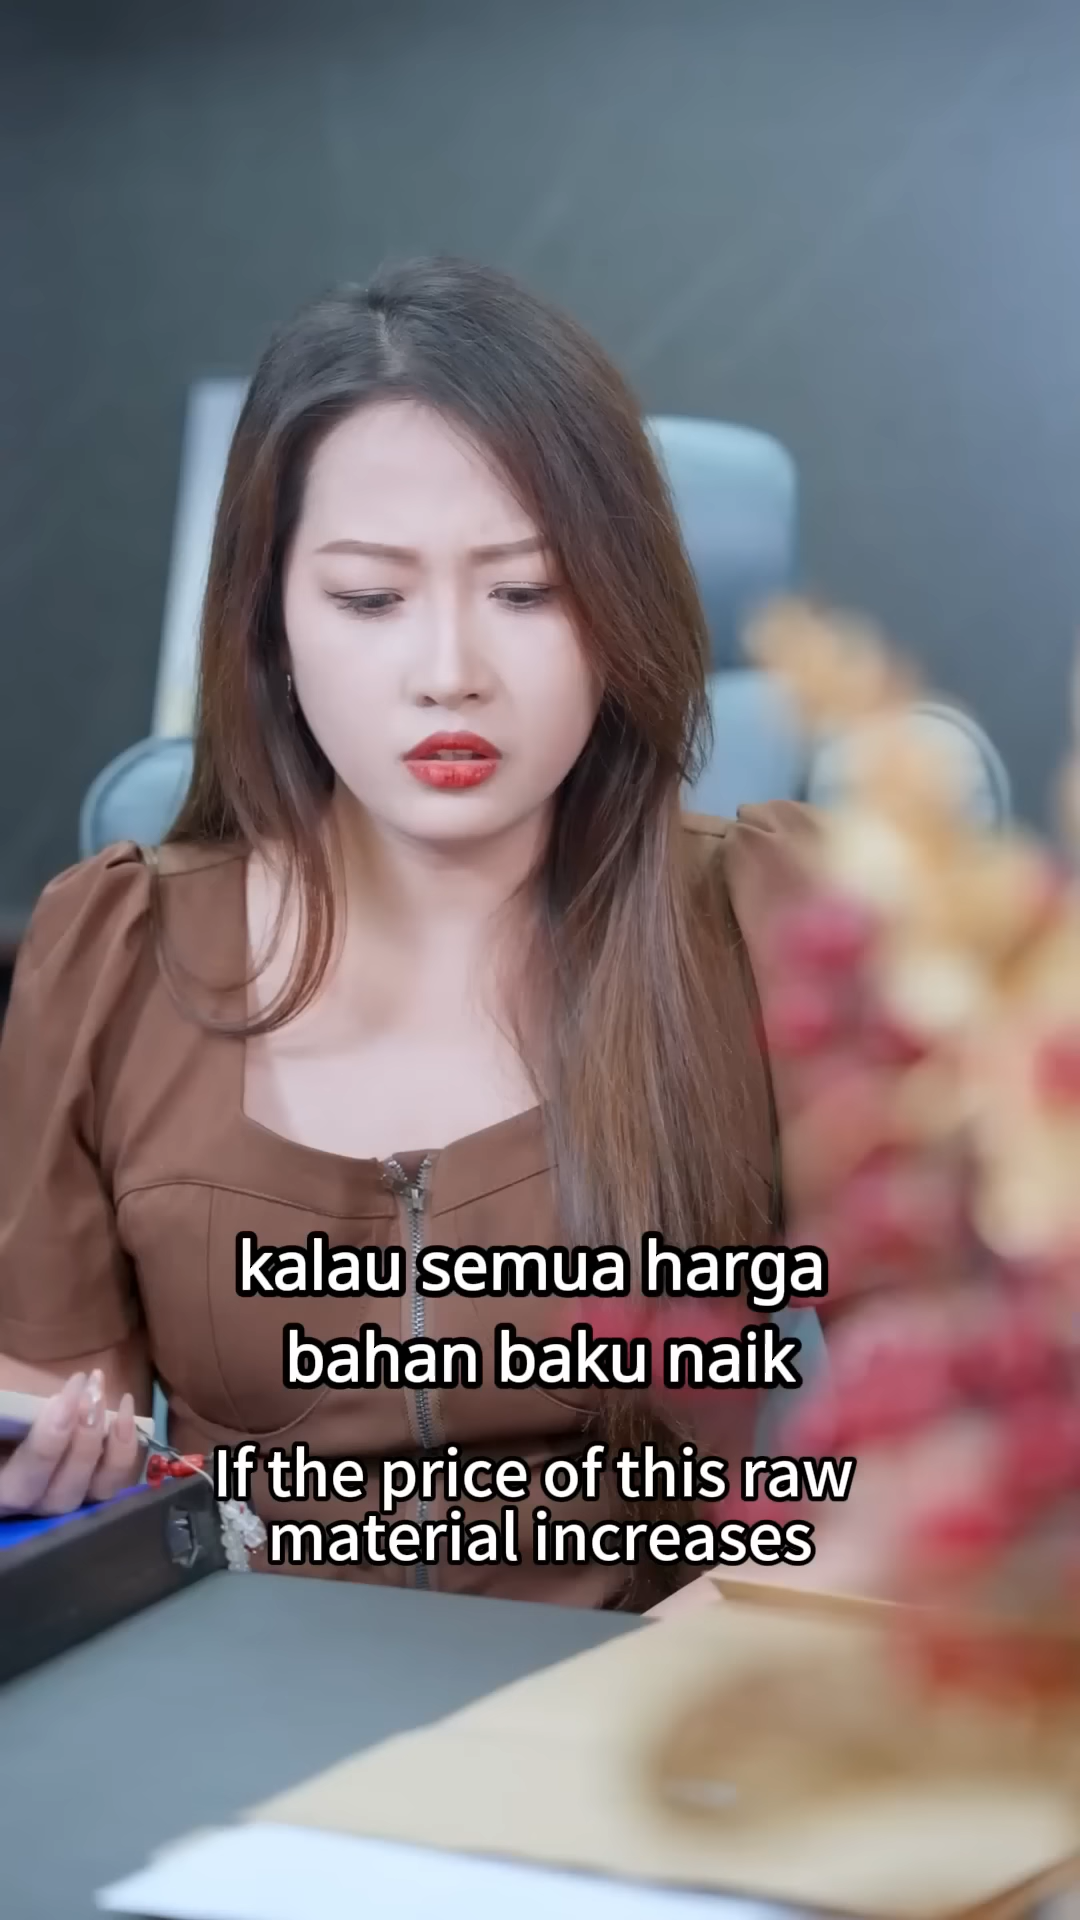 kalau semua harga
bahan baku naik
If the price of this raw
material increases